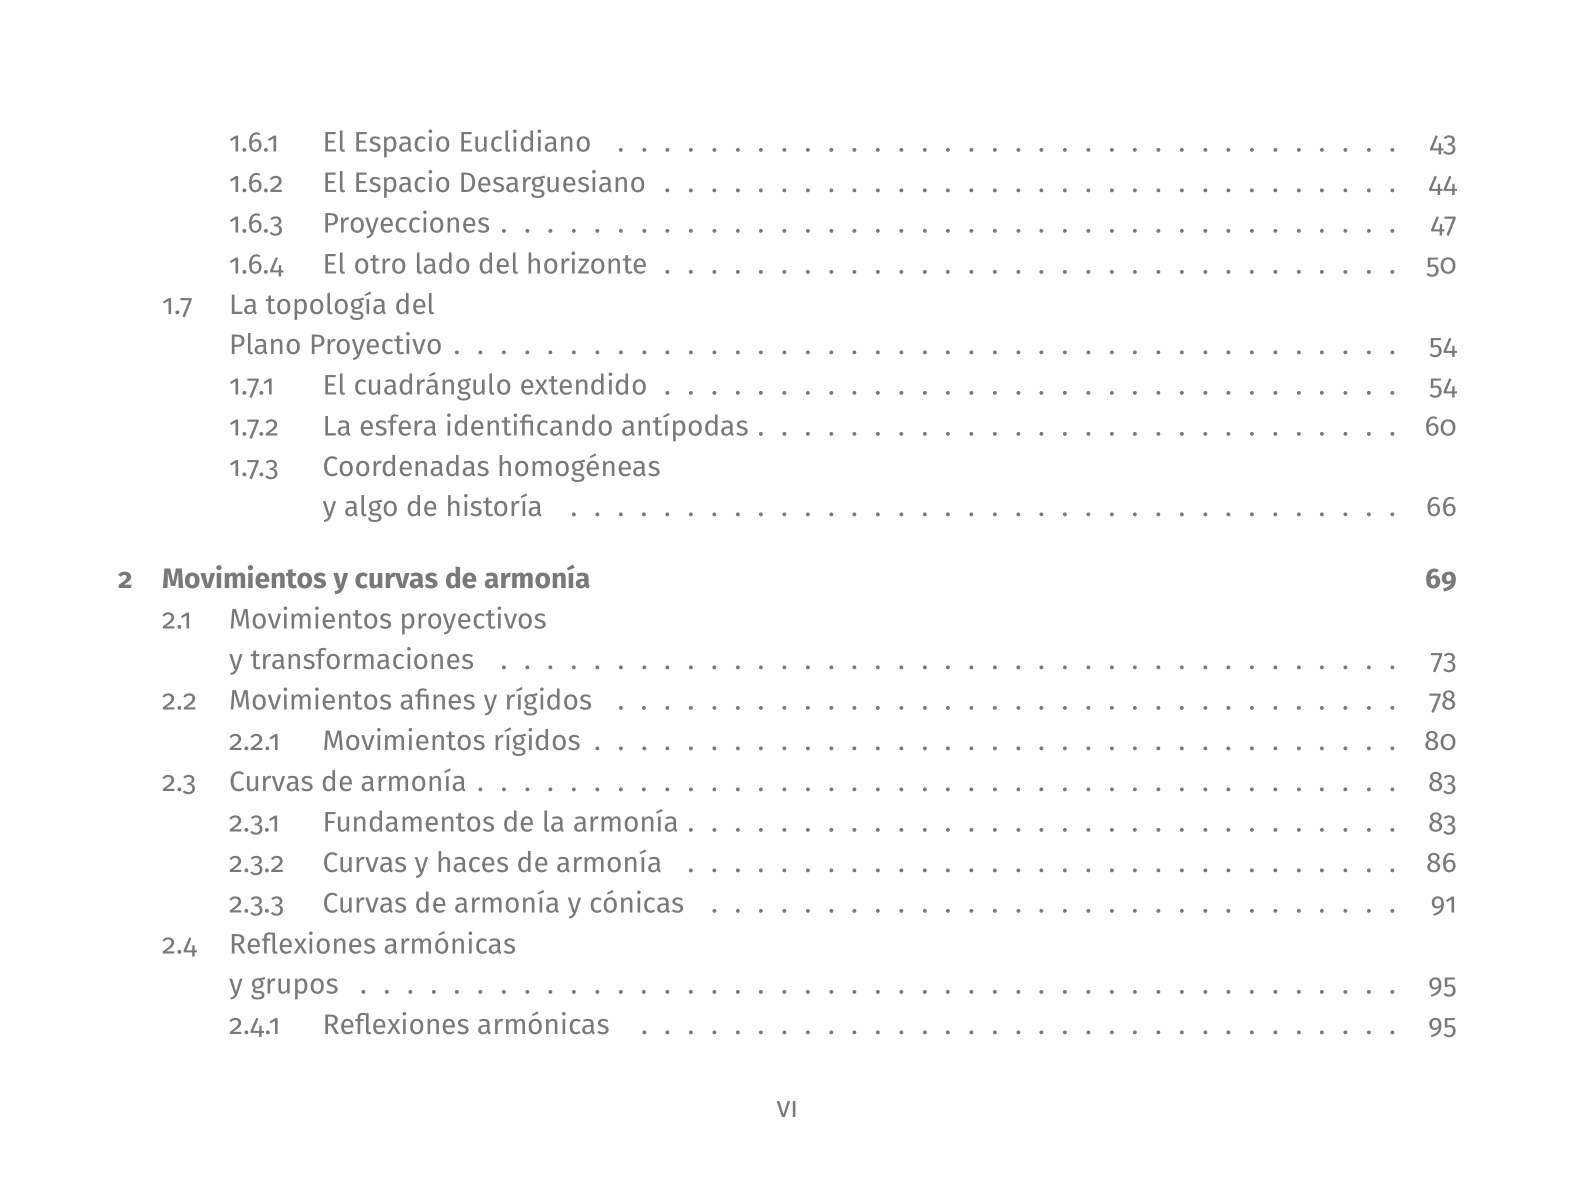 1.6.1 El Espacio Euclidiano . . . . . . . . . . . . . . . . . . . . . . . . . . . . . . . . . . 43
1.6.2 El Espacio Desarguesiano . . . . . . . . . . . . . . . . . . . . . . . . . . . . . . . . 44
1.6.3 Proyecciones . . . . . . . . . . . . . . . . . . . . . . . . . . . . . . . . . . . . . . . 47
1.6.4 El otro lado del horizonte . . . . . . . . . . . . . . . . . . . . . . . . . . . . . . . . 50
1.7 La topología del
Plano Proyectivo . . . . . . . . . . . . . . . . . . . . . . . . . . . . . . . . . . . . . . . . . 54
1.7.1 El cuadrángulo extendido . . . . . . . . . . . . . . . . . . . . . . . . . . . . . . . . 54
1.7.2 La esfera identificando antípodas . . . . . . . . . . . . . . . . . . . . . . . . . . . . 60
1.7.3 Coordenadas homogéneas
y algo de historía . . . . . . . . . . . . . . . . . . . . . . . . . . . . . . . . . . . . 66
2 Movimientos y curvas de armonía 69
2.1 Movimientos proyectivos
y transformaciones . . . . . . . . . . . . . . . . . . . . . . . . . . . . . . . . . . . . . . . 73
2.2 Movimientos afines y rígidos . . . . . . . . . . . . . . . . . . . . . . . . . . . . . . . . . . 78
2.2.1 Movimientos rígidos . . . . . . . . . . . . . . . . . . . . . . . . . . . . . . . . . . . 80
2.3 Curvas de armonía . . . . . . . . . . . . . . . . . . . . . . . . . . . . . . . . . . . . . . . . 83
2.3.1 Fundamentos de la armonía . . . . . . . . . . . . . . . . . . . . . . . . . . . . . . . 83
2.3.2 Curvas y haces de armonía . . . . . . . . . . . . . . . . . . . . . . . . . . . . . . . 86
2.3.3 Curvas de armonía y cónicas . . . . . . . . . . . . . . . . . . . . . . . . . . . . . . 91
2.4 Reflexiones armónicas
y grupos . . . . . . . . . . . . . . . . . . . . . . . . . . . . . . . . . . . . . . . . . . . . . 95
2.4.1 Reflexiones armónicas . . . . . . . . . . . . . . . . . . . . . . . . . . . . . . . . . 95
VI